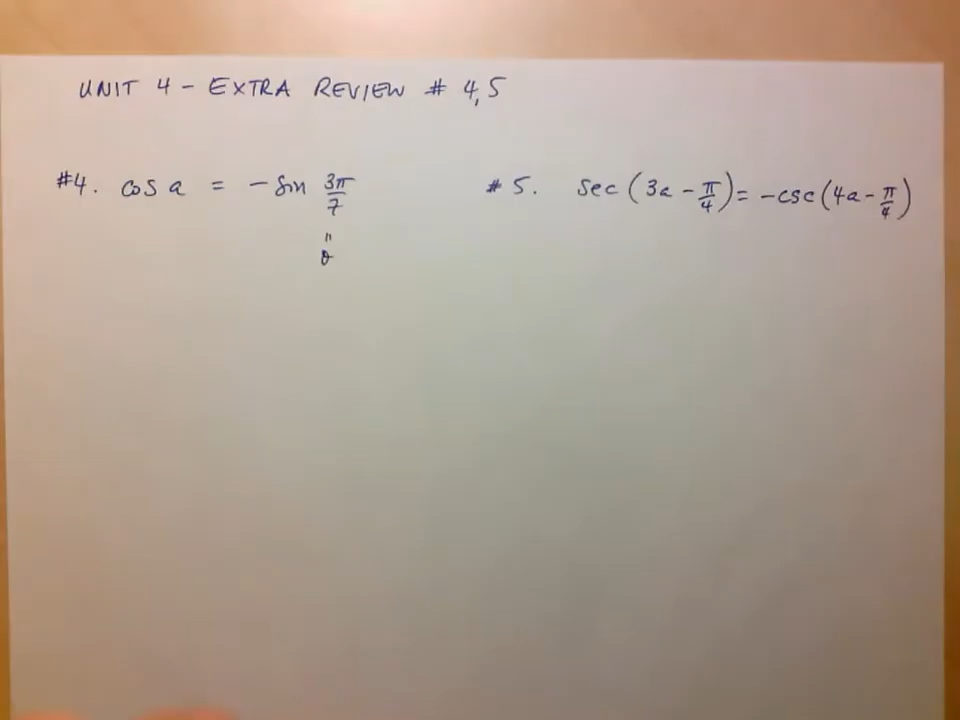 UNIT 4 - EXTRA REVIEW # 4,5
#4. cos a = - sin 3π/7
"
θ
# 5. sec (3a - π/4) = -csc (4a - π/4)